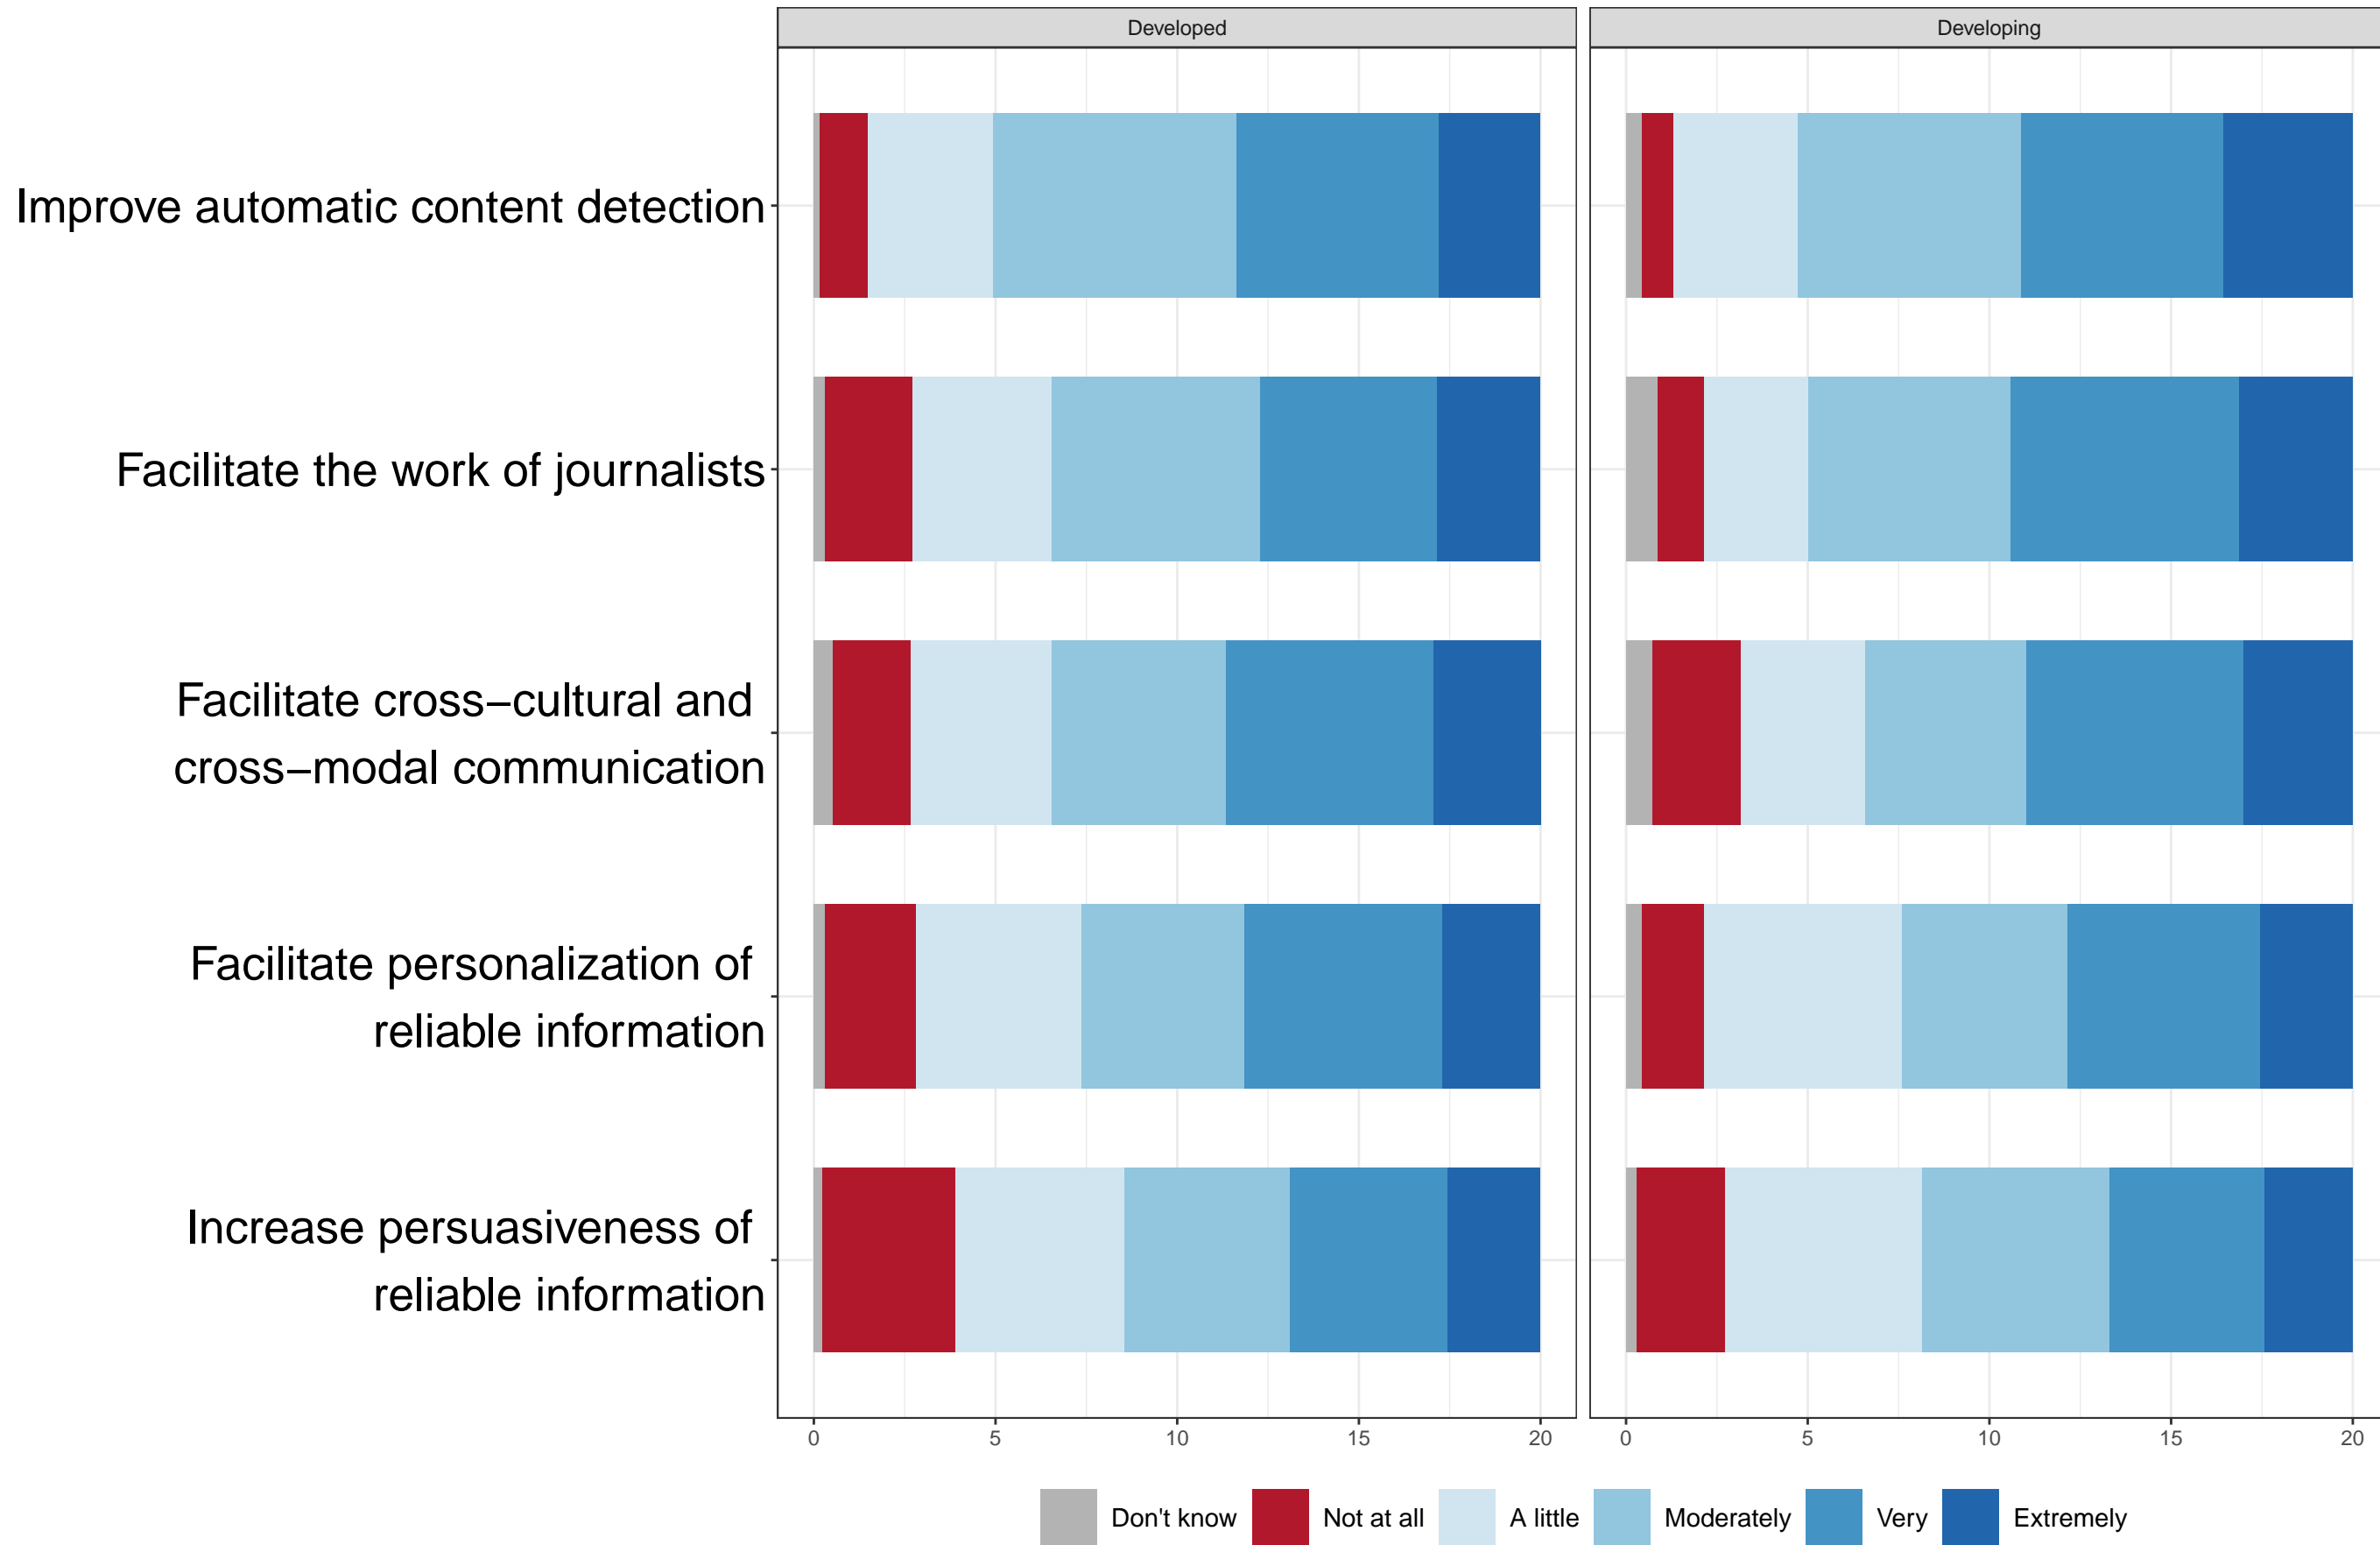 Developed
Developing
Improve automatic content detection
Facilitate the work of journalists
Facilitate cross−cultural and
cross−modal communication
Facilitate personalization of
reliable information
Increase persuasiveness of
reliable information
0 5 10 15 20
0 5 10 15 20
Don't know Not at all A little Moderately Very Extremely